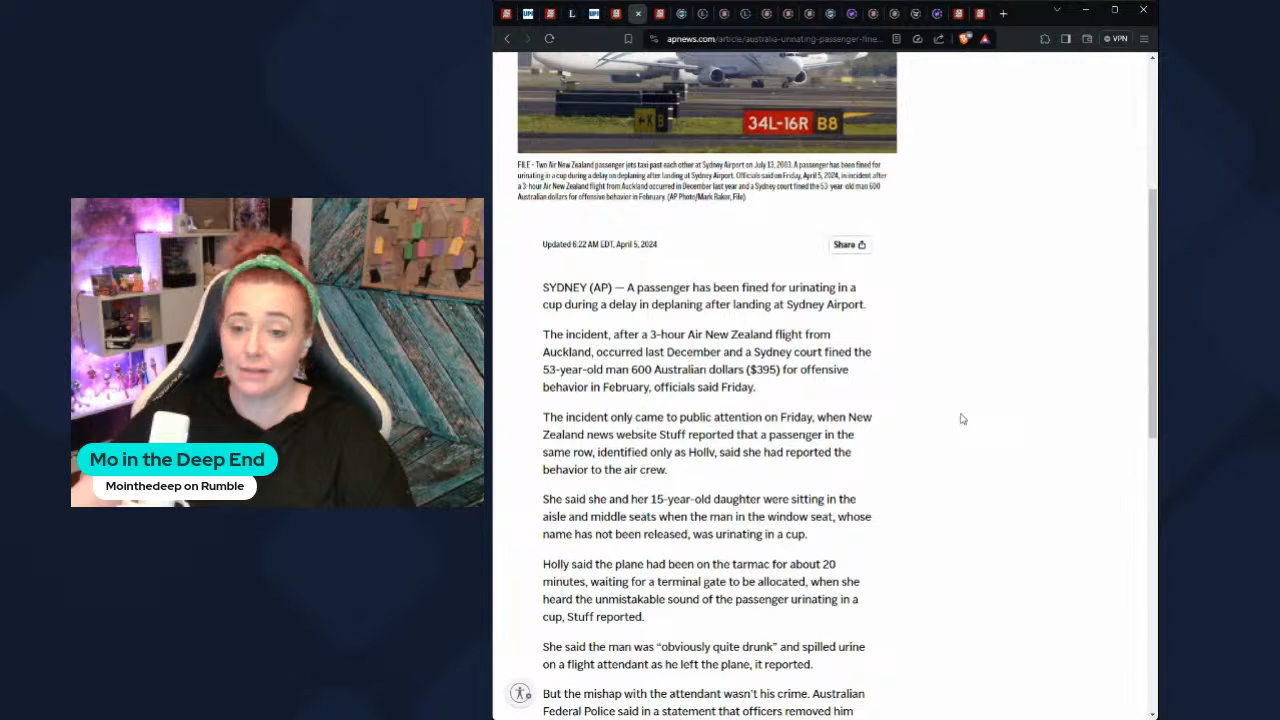 apnews.com/article/australia-urinating-passenger-fine...
VPN
K 8
34L-16R B8
FILE - Two Air New Zealand passenger jets taxi past each other at Sydney Airport on July 13, 2003. A passenger has been fined for
urinating in a cup during a delay on deplaning after landing at Sydney Airport. Officials said on Friday, April 5, 2024, in incident after
a 3-hour Air New Zealand flight from Auckland occurred in December last year and a Sydney court fined the 53-year-old man 600
Australian dollars for offensive behavior in February. (AP Photo/Mark Baker, File)
Updated 6:22 AM EDT, April 5, 2024
Share
SYDNEY (AP) — A passenger has been fined for urinating in a
cup during a delay in deplaning after landing at Sydney Airport.
The incident, after a 3-hour Air New Zealand flight from
Auckland, occurred last December and a Sydney court fined the
53-year-old man 600 Australian dollars ($395) for offensive
behavior in February, officials said Friday.
The incident only came to public attention on Friday, when New
Zealand news website Stuff reported that a passenger in the
same row, identified only as Holly, said she had reported the
behavior to the air crew.
She said she and her 15-year-old daughter were sitting in the
aisle and middle seats when the man in the window seat, whose
name has not been released, was urinating in a cup.
Holly said the plane had been on the tarmac for about 20
minutes, waiting for a terminal gate to be allocated, when she
heard the unmistakable sound of the passenger urinating in a
cup, Stuff reported.
She said the man was “obviously quite drunk” and spilled urine
on a flight attendant as he left the plane, it reported.
But the mishap with the attendant wasn't his crime. Australian
Federal Police said in a statement that officers removed him
Mo in the Deep End
Mointhedeep on Rumble